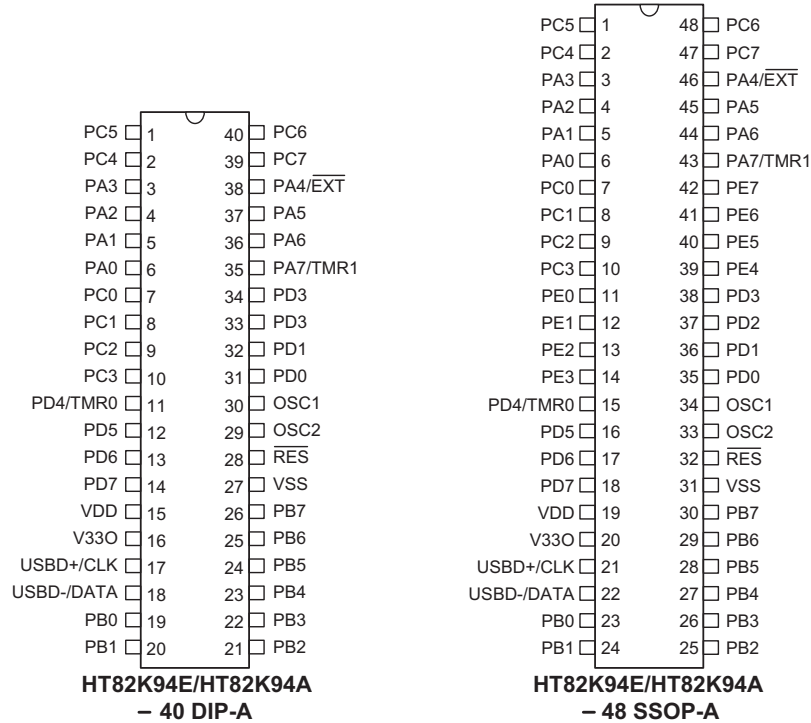 PC5 1 40 PC6
PC4 2 39 PC7
PA3 3 38 PA4/EXT
PA2 4 37 PA5
PA1 5 36 PA6
PA0 6 35 PA7/TMR1
PC0 7 34 PD3
PC1 8 33 PD3
PC2 9 32 PD1
PC3 10 31 PD0
PD4/TMR0 11 30 OSC1
PD5 12 29 OSC2
PD6 13 28 RES
PD7 14 27 VSS
VDD 15 26 PB7
V33O 16 25 PB6
USBD+/CLK 17 24 PB5
USBD-/DATA 18 23 PB4
PB0 19 22 PB3
PB1 20 21 PB2
HT82K94E/HT82K94A
– 40 DIP-A
PC5 1 48 PC6
PC4 2 47 PC7
PA3 3 46 PA4/EXT
PA2 4 45 PA5
PA1 5 44 PA6
PA0 6 43 PA7/TMR1
PC0 7 42 PE7
PC1 8 41 PE6
PC2 9 40 PE5
PC3 10 39 PE4
PE0 11 38 PD3
PE1 12 37 PD2
PE2 13 36 PD1
PE3 14 35 PD0
PD4/TMR0 15 34 OSC1
PD5 16 33 OSC2
PD6 17 32 RES
PD7 18 31 VSS
VDD 19 30 PB7
V33O 20 29 PB6
USBD+/CLK 21 28 PB5
USBD-/DATA 22 27 PB4
PB0 23 26 PB3
PB1 24 25 PB2
HT82K94E/HT82K94A
– 48 SSOP-A